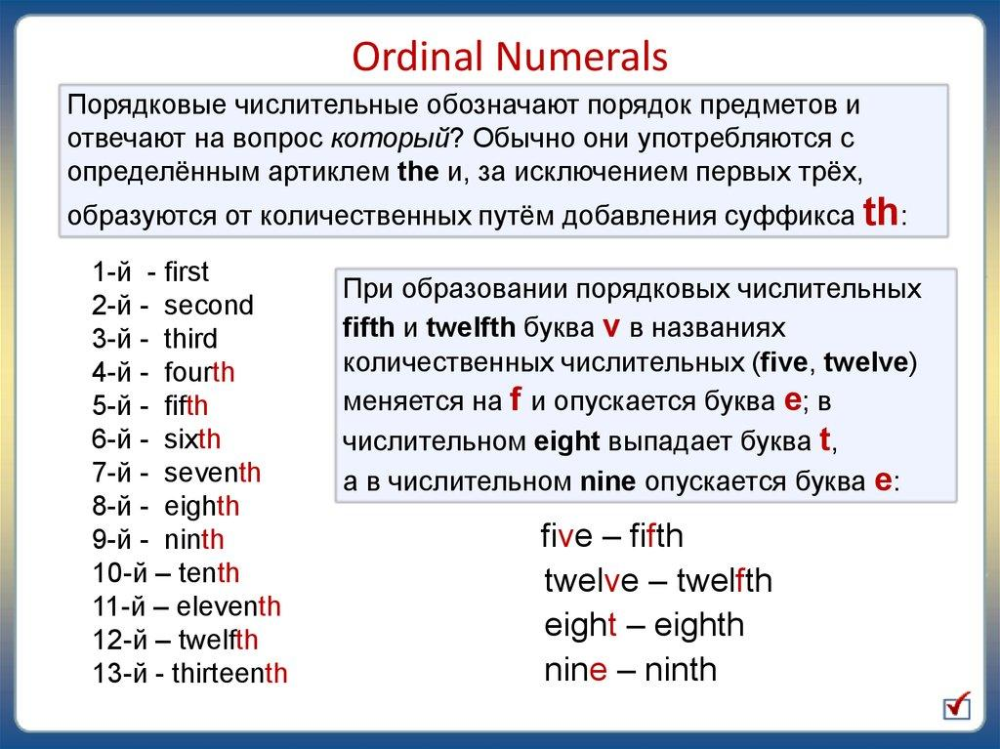 Ordinal Numerals
Порядковые числительные обозначают порядок предметов и
отвечают на вопрос который? Обычно они употребляются с
определённым артиклем the и, за исключением первых трёх,
образуются от количественных путём добавления суффикса th:
1-й - first
2-й - second
3-й - third
4-й - fourth
5-й - fifth
6-й - sixth
7-й - seventh
8-й - eighth
9-й - ninth
10-й – tenth
11-й – eleventh
12-й – twelfth
13-й - thirteenth
При образовании порядковых числительных
fifth и twelfth буква v в названиях
количественных числительных (five, twelve)
меняется на f и опускается буква e; в
числительном eight выпадает буква t,
а в числительном nine опускается буква e:
five – fifth
twelve – twelfth
eight – eighth
nine – ninth